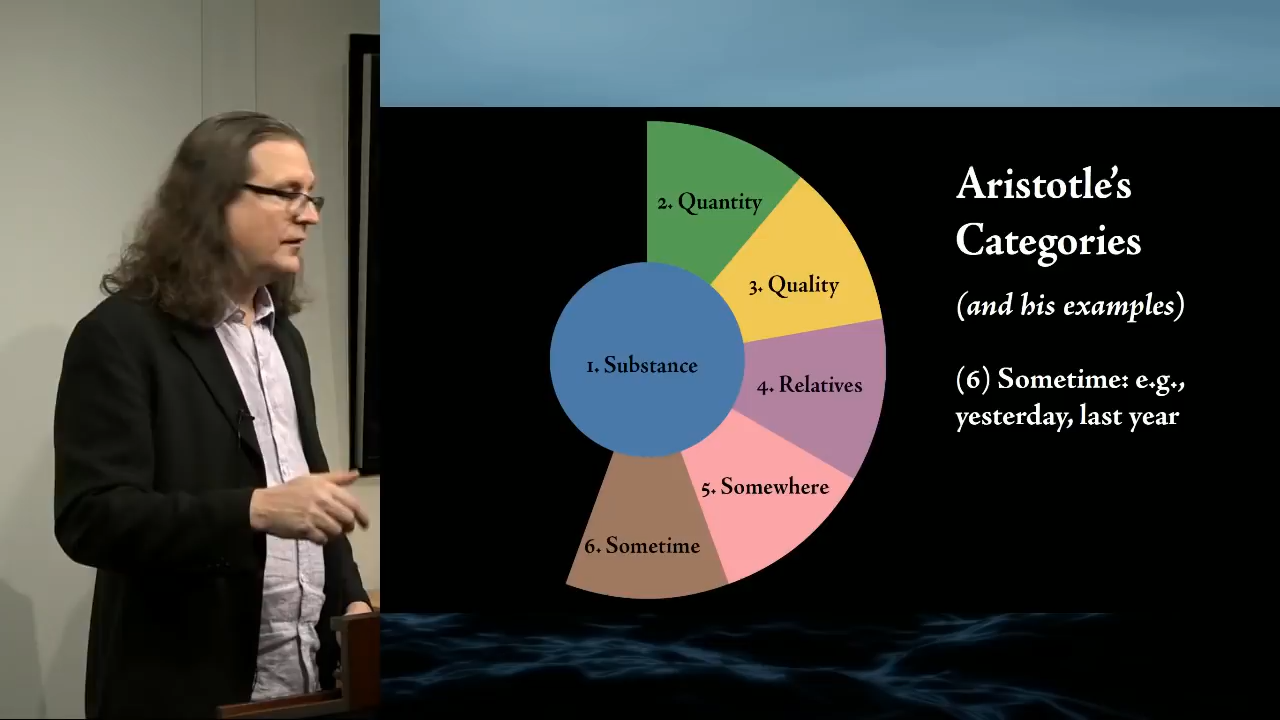 2. Quantity
3. Quality
1. Substance
4. Relatives
5. Somewhere
6. Sometime
Aristotle’s
Categories
(and his examples)
(6) Sometime: e.g.,
yesterday, last year